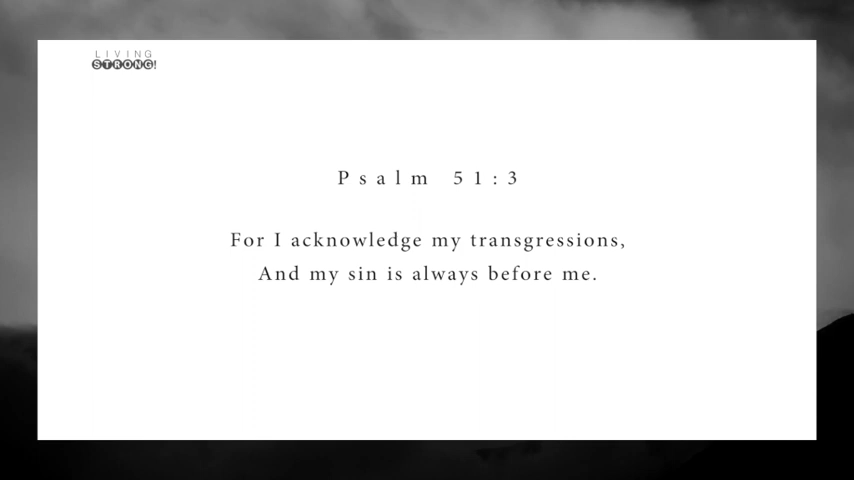 LIVING
STRONG!
Psalm 51:3
For I acknowledge my transgressions,
And my sin is always before me.